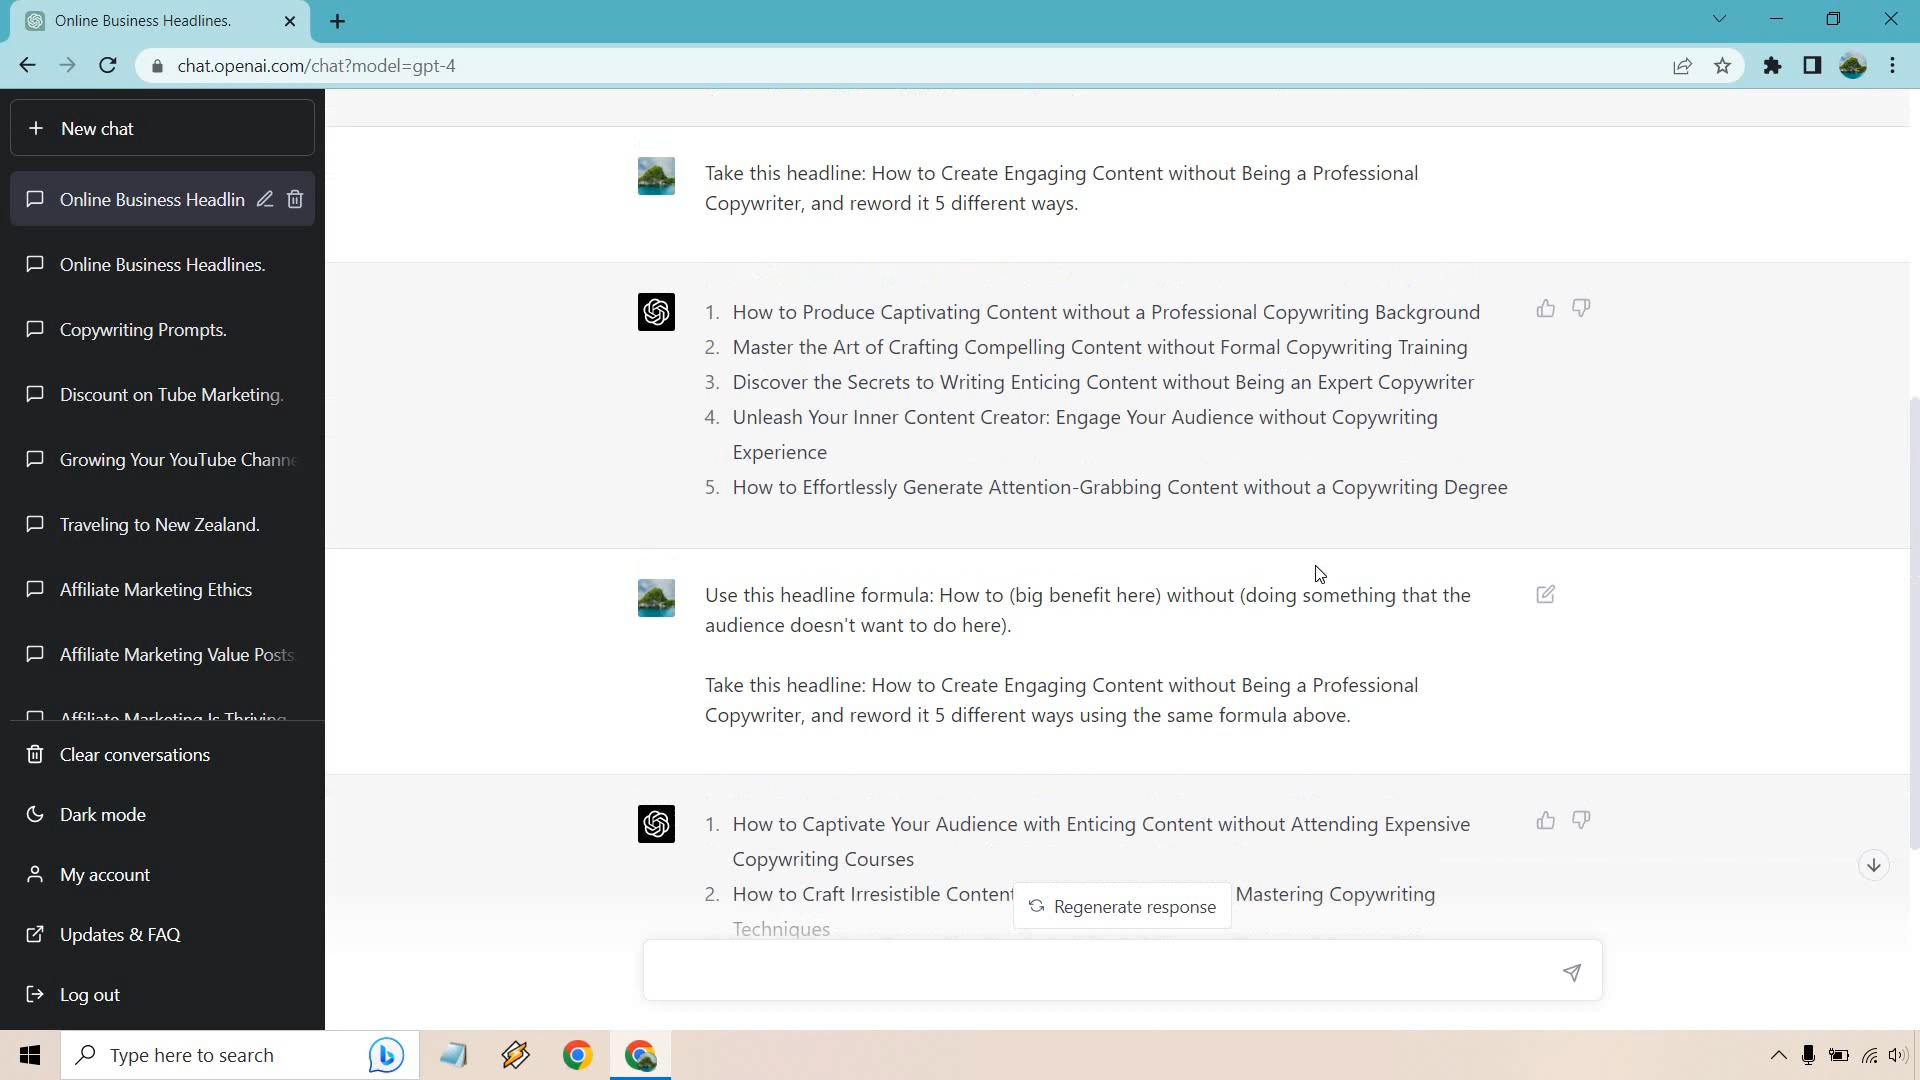 Online Business Headlines.
chat.openai.com/chat?model=gpt-4
New chat
Online Business Headlin
Online Business Headlines.
Copywriting Prompts.
Discount on Tube Marketing.
Growing Your YouTube Channe
Traveling to New Zealand.
Affiliate Marketing Ethics
Affiliate Marketing Value Posts
Affiliate Marketing Is Thriving
Clear conversations
Dark mode
My account
Updates & FAQ
Log out
Take this headline: How to Create Engaging Content without Being a Professional
Copywriter, and reword it 5 different ways.
1. How to Produce Captivating Content without a Professional Copywriting Background
2. Master the Art of Crafting Compelling Content without Formal Copywriting Training
3. Discover the Secrets to Writing Enticing Content without Being an Expert Copywriter
4. Unleash Your Inner Content Creator: Engage Your Audience without Copywriting
Experience
5. How to Effortlessly Generate Attention-Grabbing Content without a Copywriting Degree
Use this headline formula: How to (big benefit here) without (doing something that the
audience doesn't want to do here).
Take this headline: How to Create Engaging Content without Being a Professional
Copywriter, and reword it 5 different ways using the same formula above.
1. How to Captivate Your Audience with Enticing Content without Attending Expensive
Copywriting Courses
2. How to Craft Irresistible Content Mastering Copywriting
Techniques
Regenerate response
Type here to search